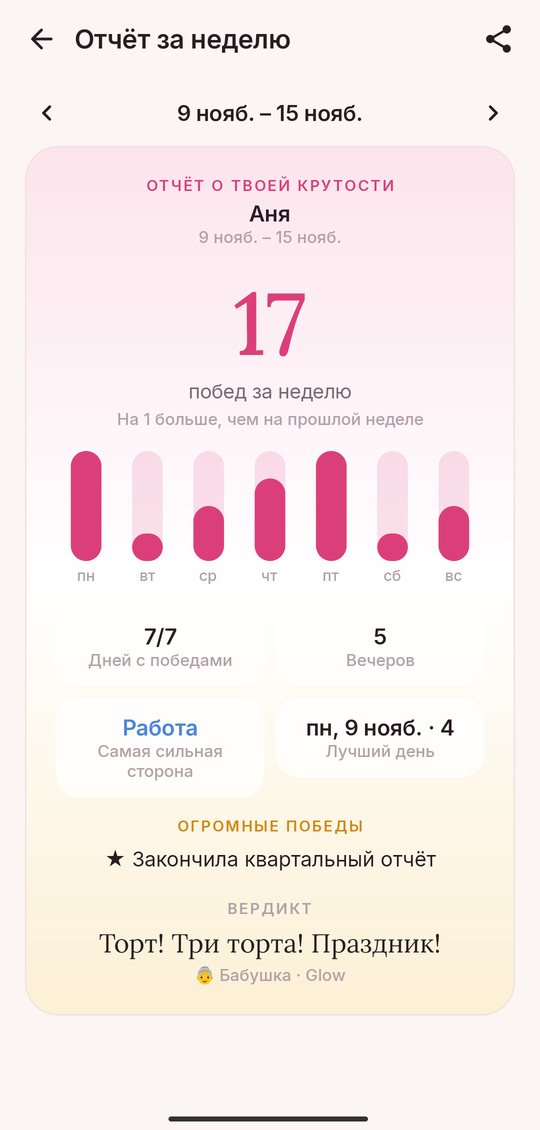 Отчёт за неделю
9 нояб. – 15 нояб.
ОТЧЁТ О ТВОЕЙ КРУТОСТИ
Аня
9 нояб. – 15 нояб.
17
побед за неделю
На 1 больше, чем на прошлой неделе
пн вт ср чт пт сб вс
7/7
Дней с победами
5
Вечеров
Работа
Самая сильная
сторона
пн, 9 нояб. · 4
Лучший день
ОГРОМНЫЕ ПОБЕДЫ
★ Закончила квартальный отчёт
ВЕРДИКТ
Торт! Три торта! Праздник!
👵 Бабушка · Glow